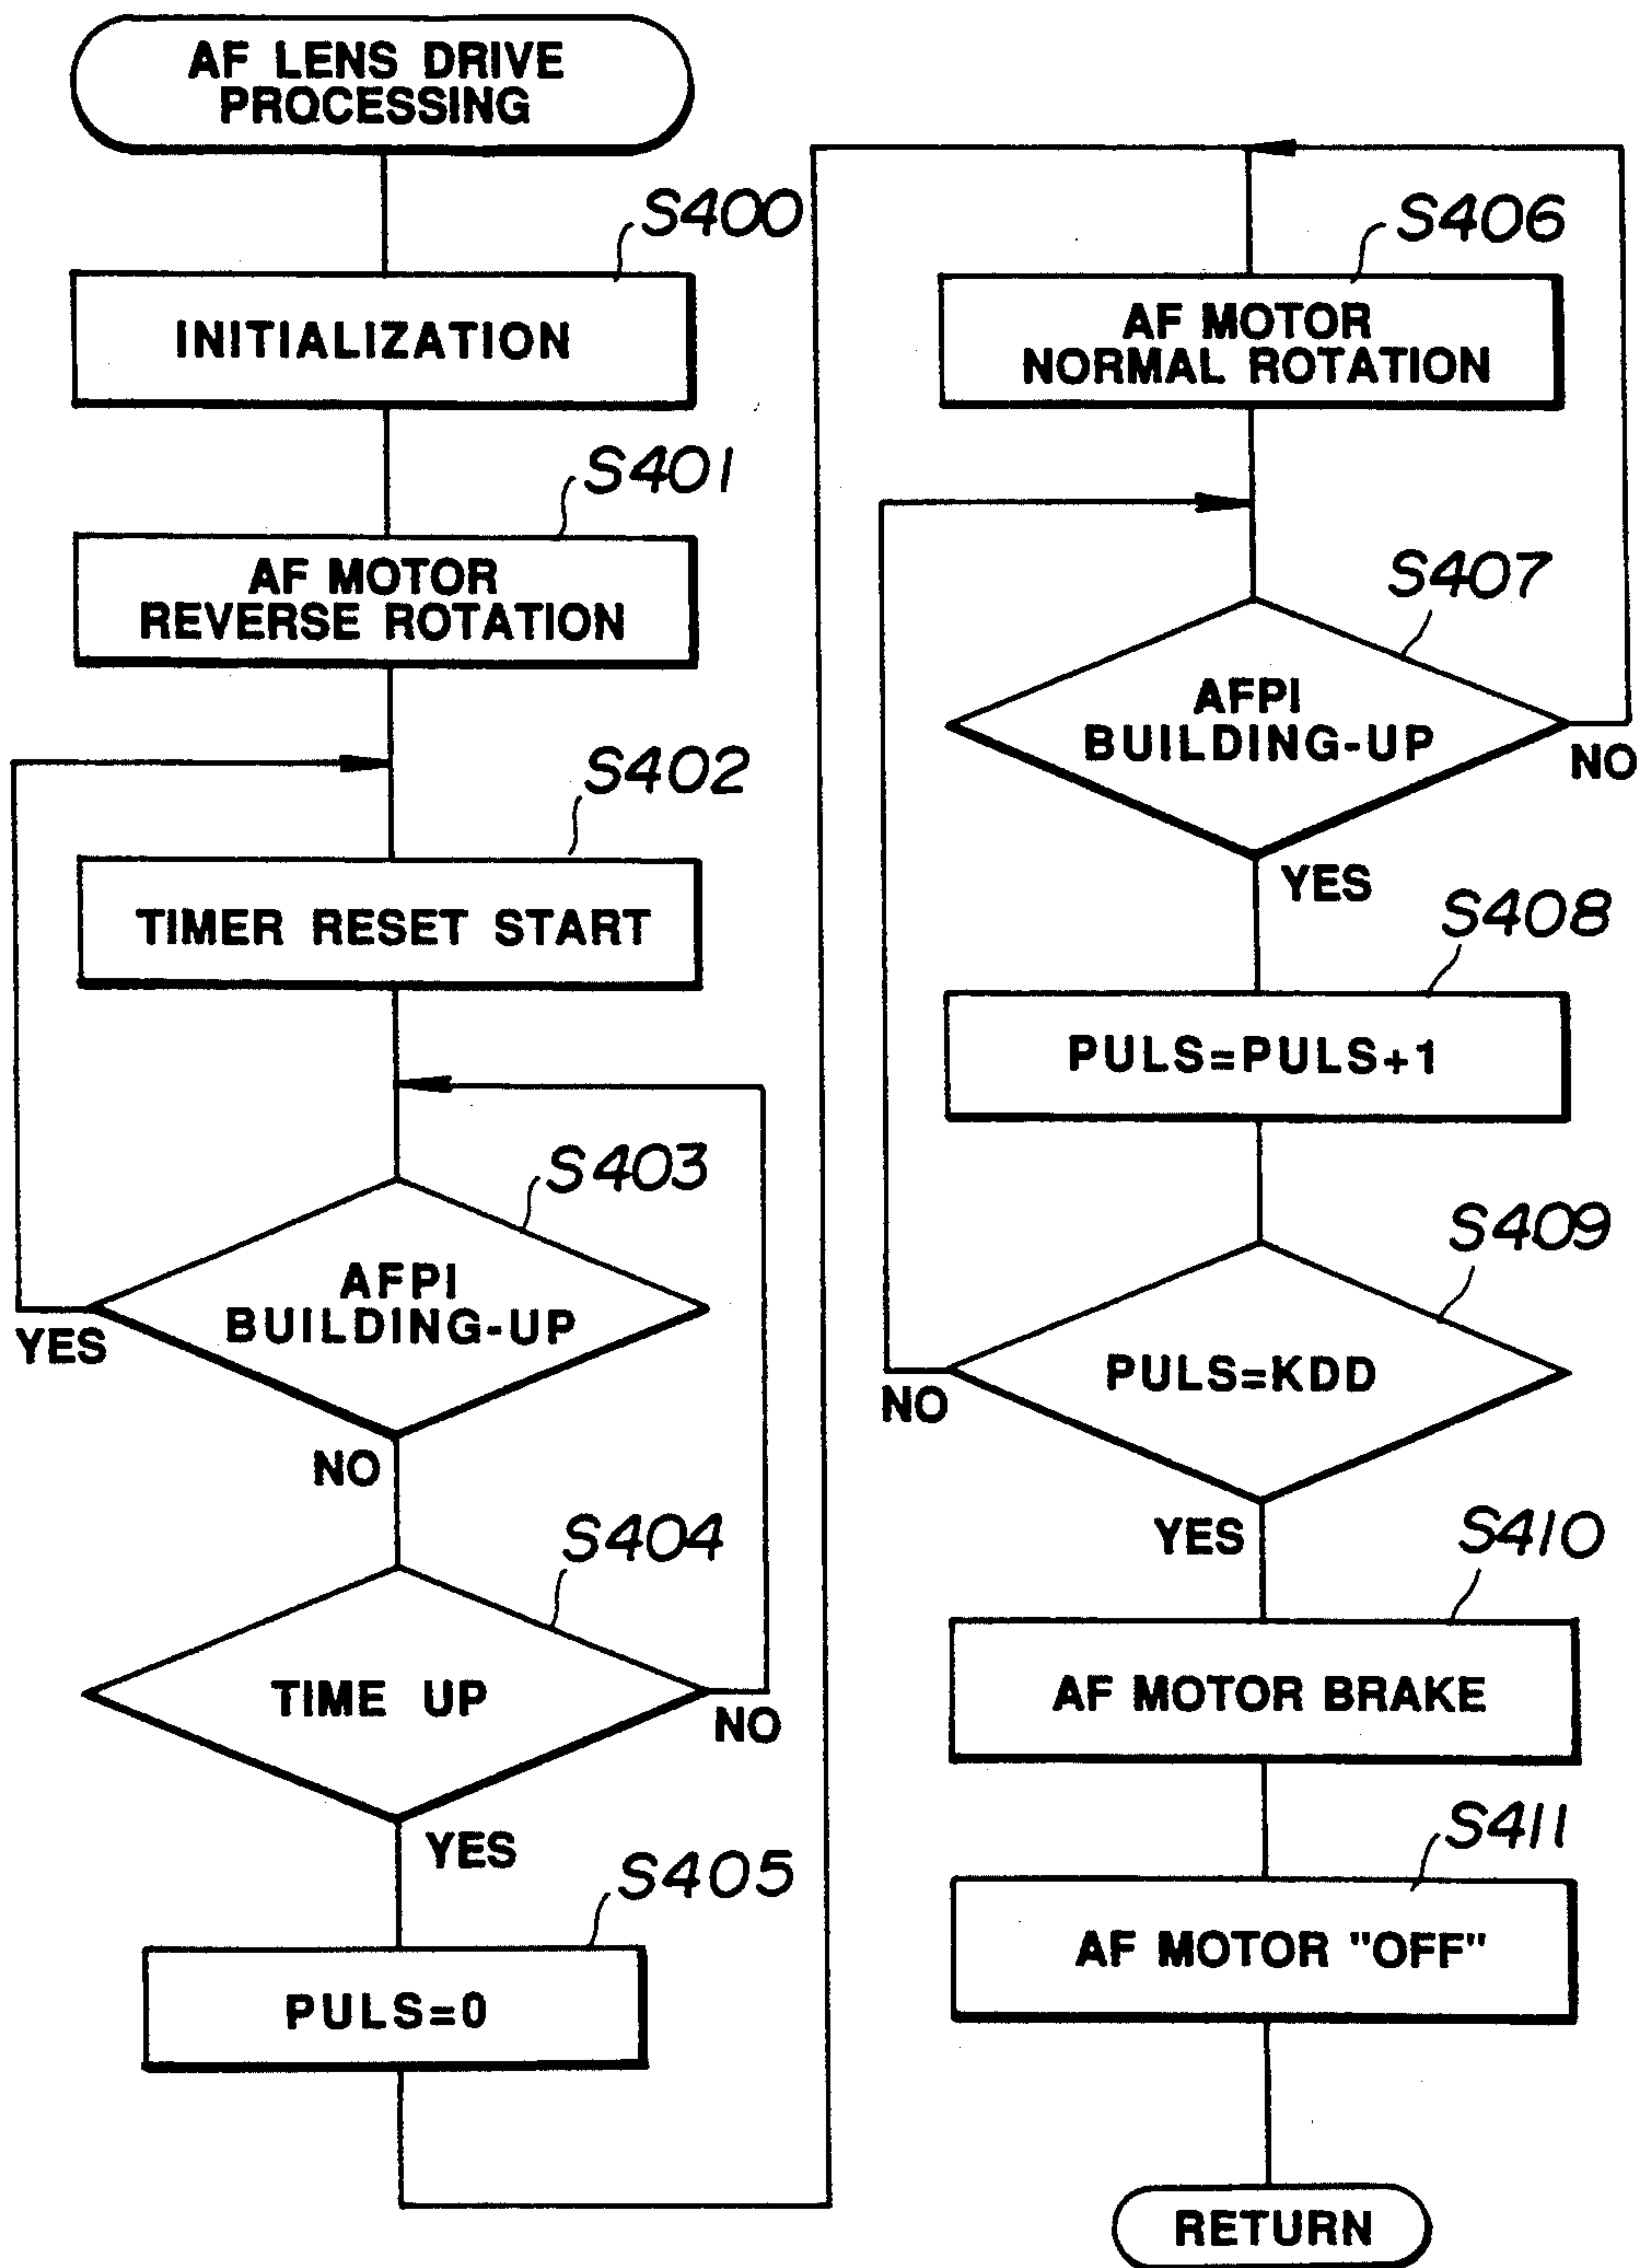 AF LENS DRIVE
PROCESSING
S400
INITIALIZATION
S401
AF MOTOR
REVERSE ROTATION
S402
TIMER RESET START
S403
AFPI
BUILDING-UP
YES
NO
S404
TIME UP
NO
YES
S405
PULS=0
S406
AF MOTOR
NORMAL ROTATION
S407
AFPI
BUILDING-UP
NO
YES
S408
PULS=PULS+1
S409
PULS=KDD
NO
YES
S410
AF MOTOR BRAKE
S411
AF MOTOR "OFF"
RETURN